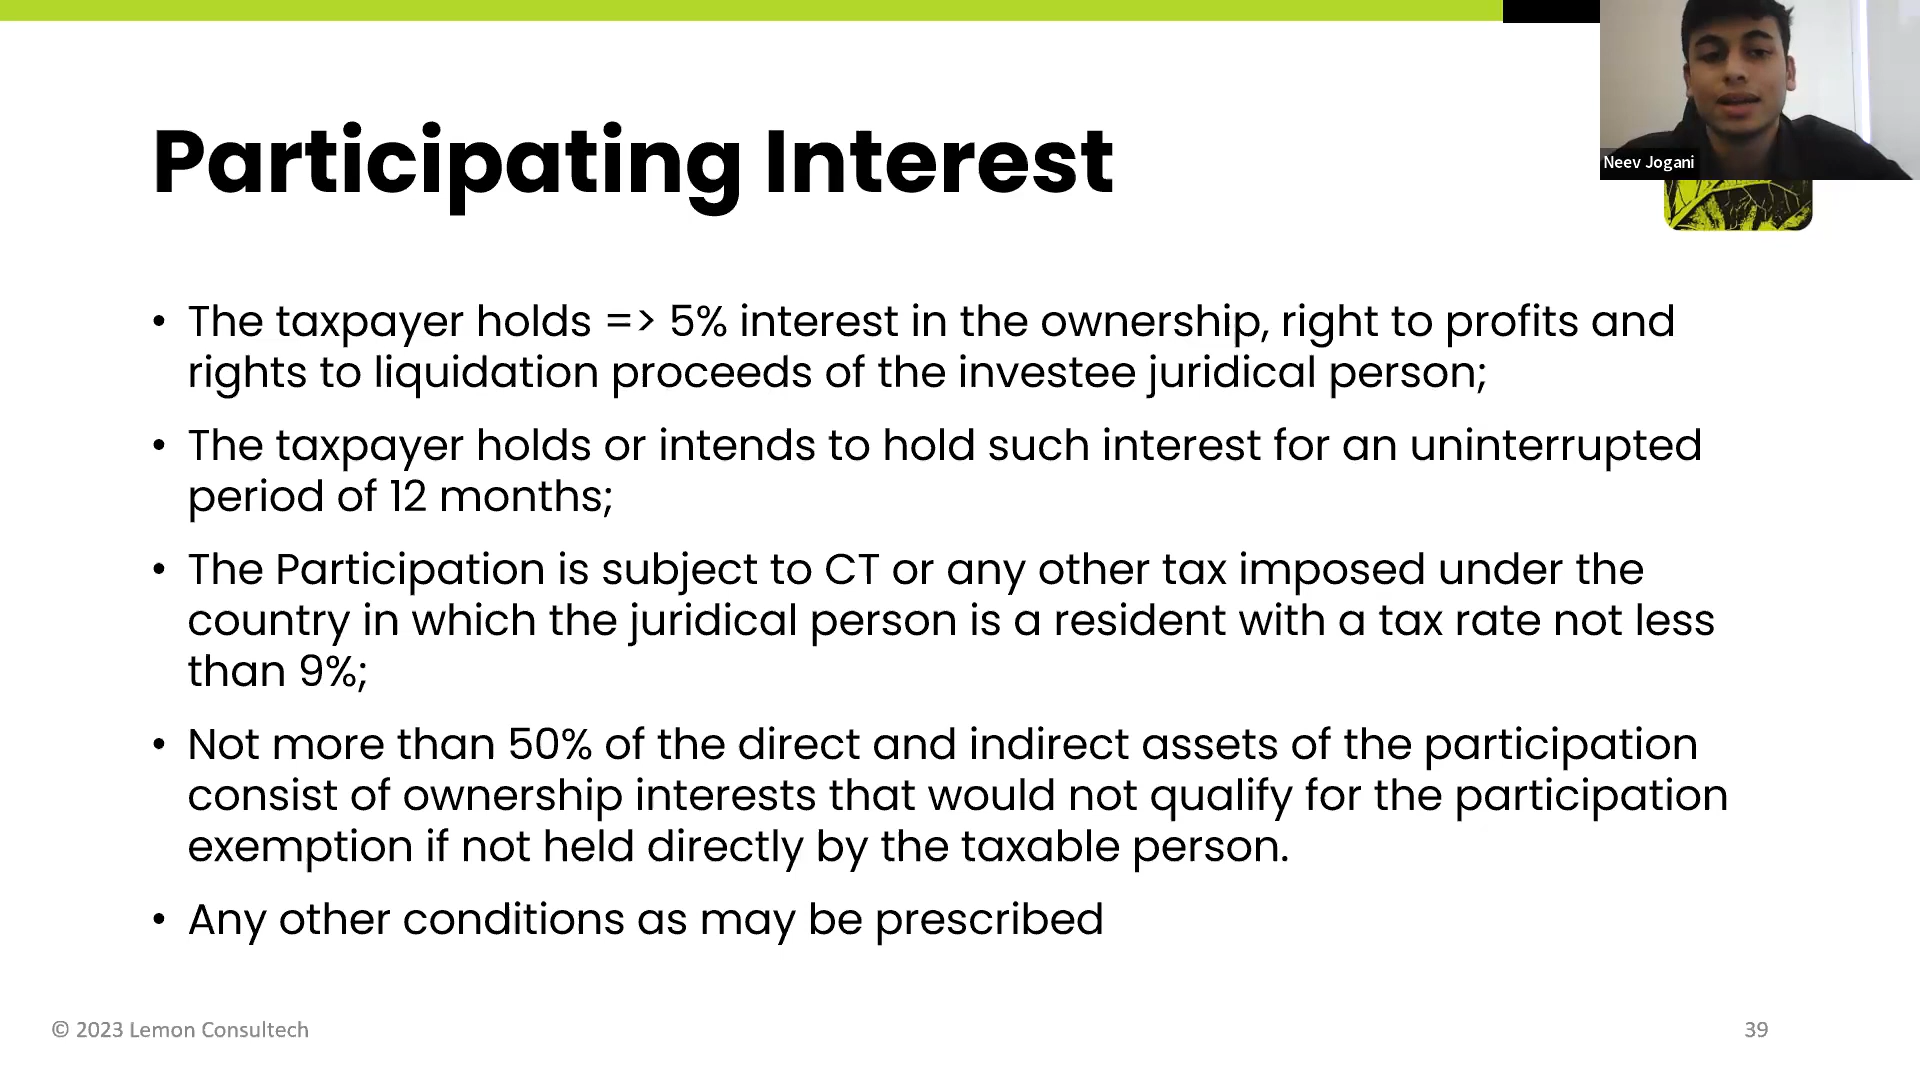 Participating Interest
Neev Jogani
• The taxpayer holds => 5% interest in the ownership, right to profits and
rights to liquidation proceeds of the investee juridical person;
• The taxpayer holds or intends to hold such interest for an uninterrupted
period of 12 months;
• The Participation is subject to CT or any other tax imposed under the
country in which the juridical person is a resident with a tax rate not less
than 9%;
• Not more than 50% of the direct and indirect assets of the participation
consist of ownership interests that would not qualify for the participation
exemption if not held directly by the taxable person.
• Any other conditions as may be prescribed
© 2023 Lemon Consultech
39